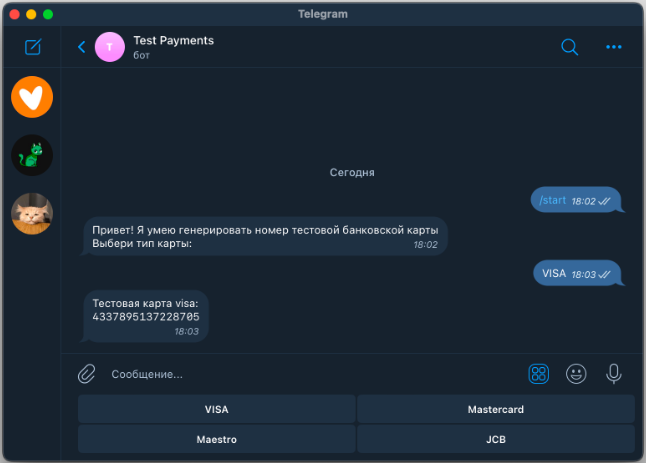 Telegram
T
Test Payments
бот
Сегодня
/start 18:02
Привет! Я умею генерировать номер тестовой банковской карты
Выбери тип карты:
18:02
VISA 18:03
Тестовая карта visa:
4337895137228705
18:03
Сообщение...
VISA
Mastercard
Maestro
JCB